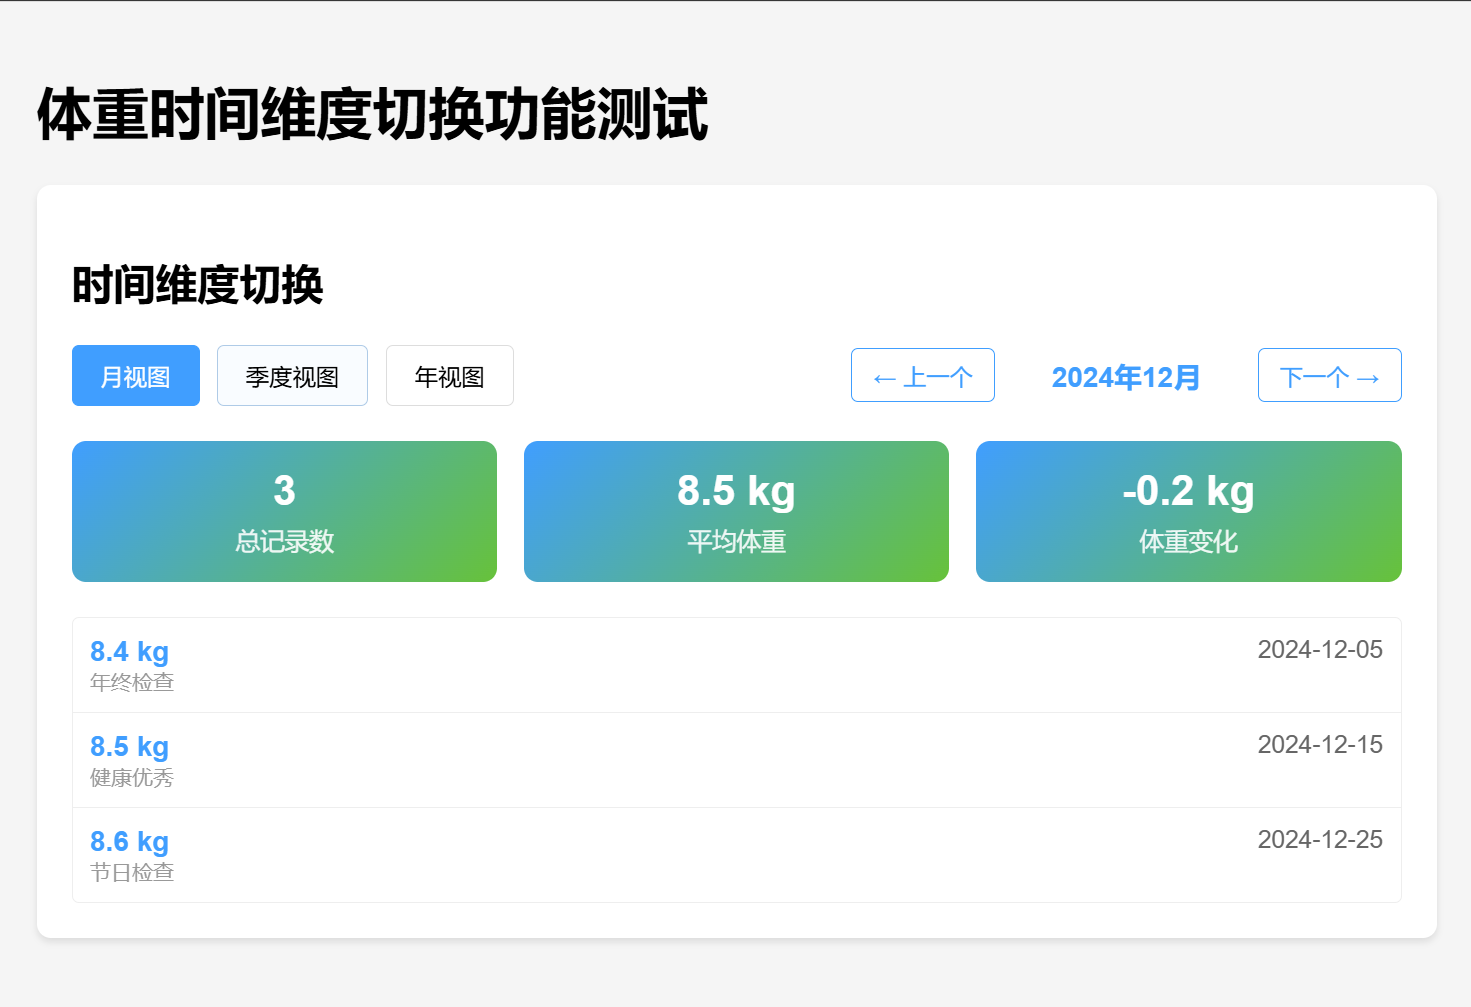 体重时间维度切换功能测试
时间维度切换
月视图 季度视图 年视图 ← 上一个 2024年12月 下一个 →
3 8.5 kg -0.2 kg
总记录数 平均体重 体重变化
8.4 kg 2024-12-05
年终检查
8.5 kg 2024-12-15
健康优秀
8.6 kg 2024-12-25
节日检查